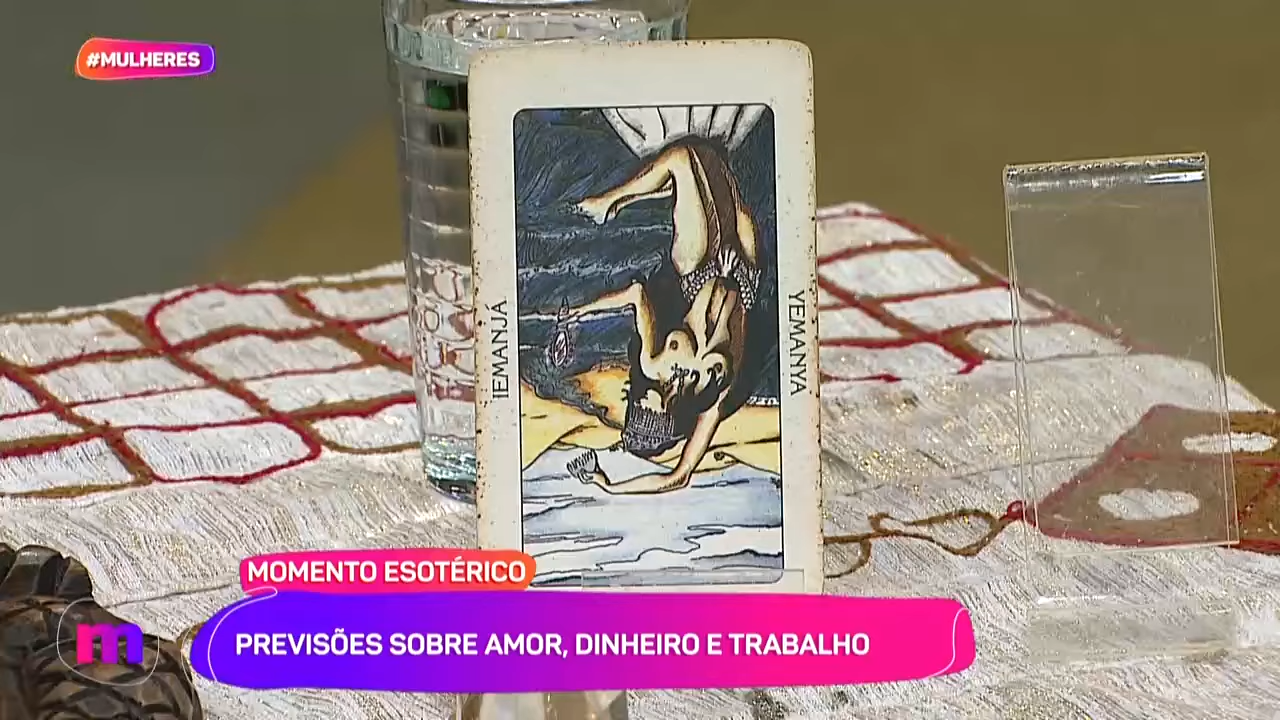 #MULHERES
IEMANJÁ
YEMANYA
MOMENTO ESOTÉRICO
PREVISÕES SOBRE AMOR, DINHEIRO E TRABALHO
m